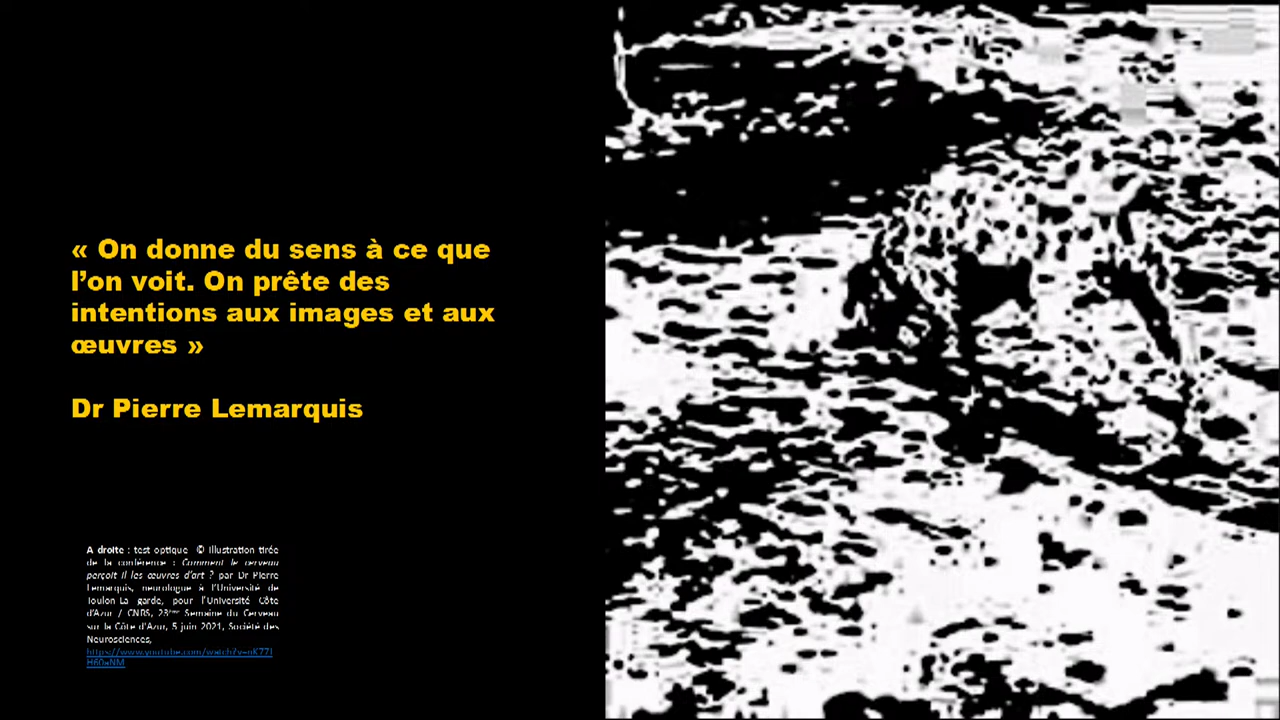 « On donne du sens à ce que
l’on voit. On prête des
intentions aux images et aux
œuvres »
Dr Pierre Lemarquis
A droite : test optique © Illustration tirée
de la conférence : Comment le cerveau
perçoit il les œuvres d’art ? par Dr Pierre
Lemarquis, neurologue à l’Université de
Toulon-La garde, pour l’Université Côte
d’Azur / CNRS, 23ème Semaine du Cerveau
sur la Côte d’Azur, 5 juin 2021, Société des
Neurosciences,